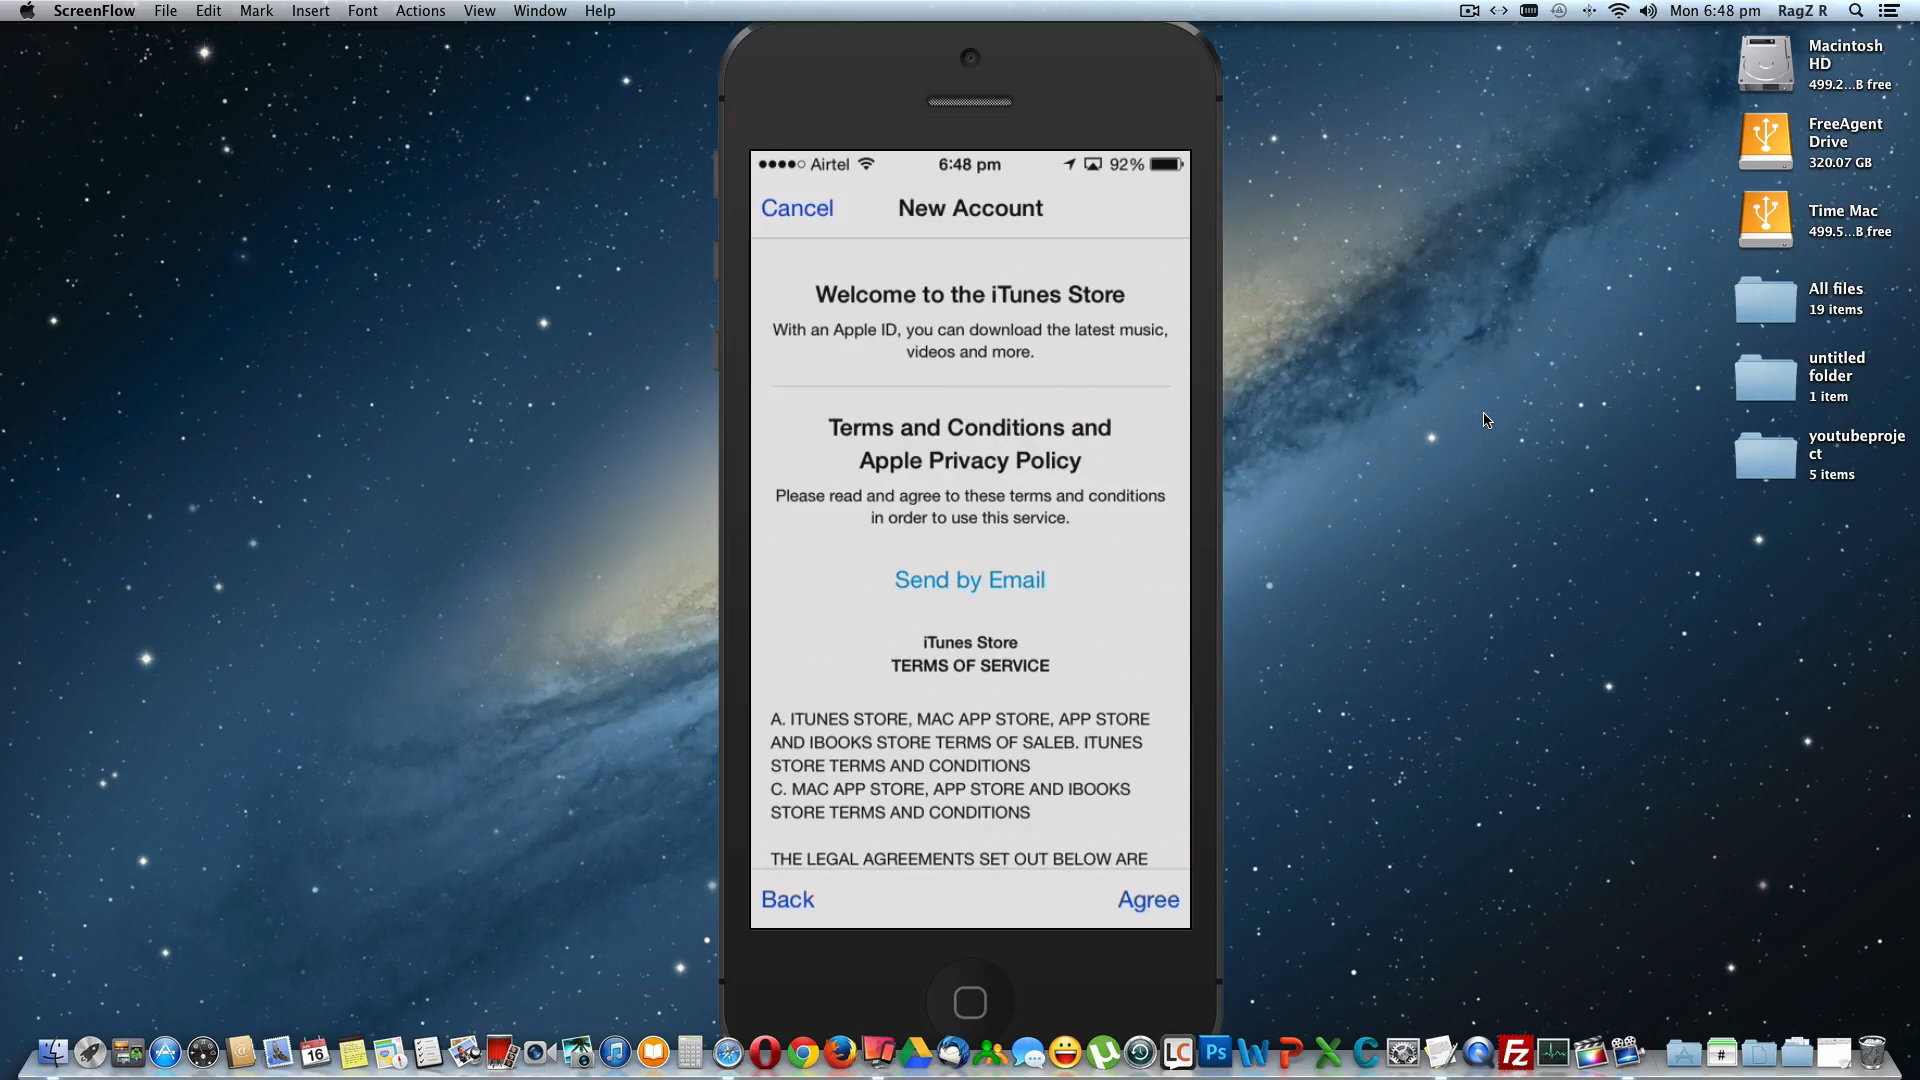 ScreenFlow File Edit Mark Insert Font Actions View Window Help
Mon 6:48 pm RagZ R
Macintosh
HD
499.2...B free
FreeAgent
Drive
320.07 GB
Time Mac
499.5...B free
All files
19 items
untitled
folder
1 item
youtubeproje
ct
5 items
Airtel 6:48 pm 92%
Cancel New Account
Welcome to the iTunes Store
With an Apple ID, you can download the latest music,
videos and more.
Terms and Conditions and
Apple Privacy Policy
Please read and agree to these terms and conditions
in order to use this service.
Send by Email
iTunes Store
TERMS OF SERVICE
A. ITUNES STORE, MAC APP STORE, APP STORE
AND IBOOKS STORE TERMS OF SALEB. ITUNES
STORE TERMS AND CONDITIONS
C. MAC APP STORE, APP STORE AND IBOOKS
STORE TERMS AND CONDITIONS
THE LEGAL AGREEMENTS SET OUT BELOW ARE
Back Agree
16 LC Ps Fz #